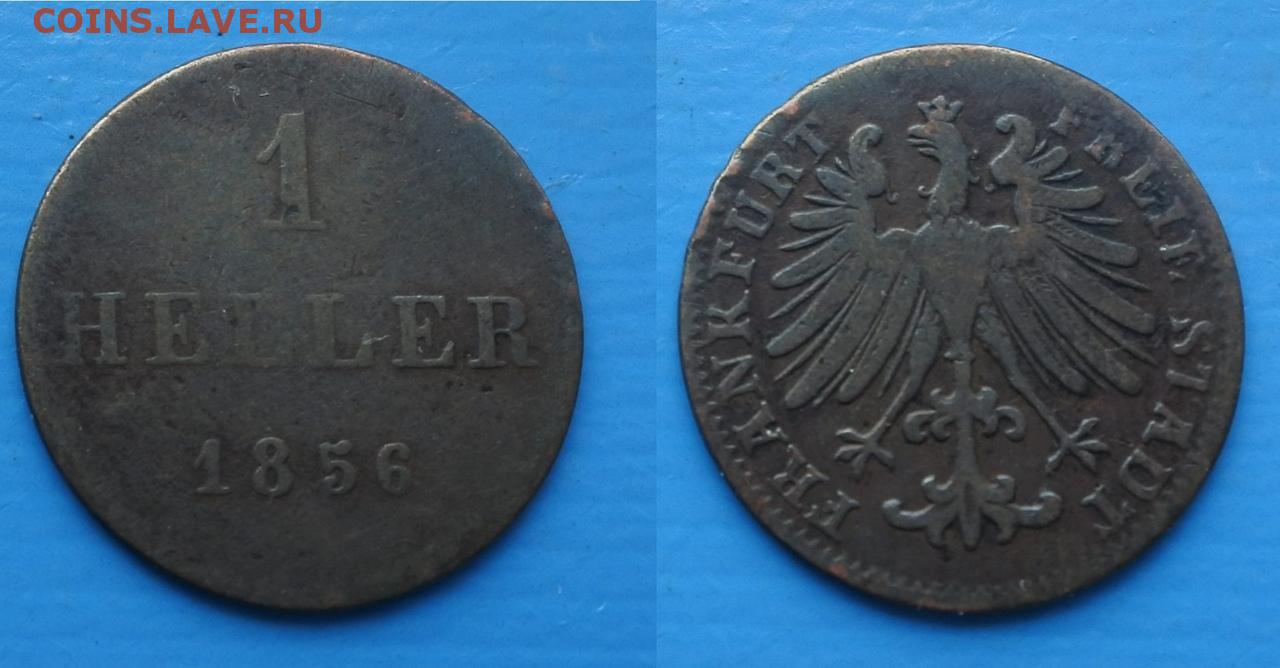 COINS.LAVE.RU
1
HELLER
1856
FRANKFURT FREIE STADT